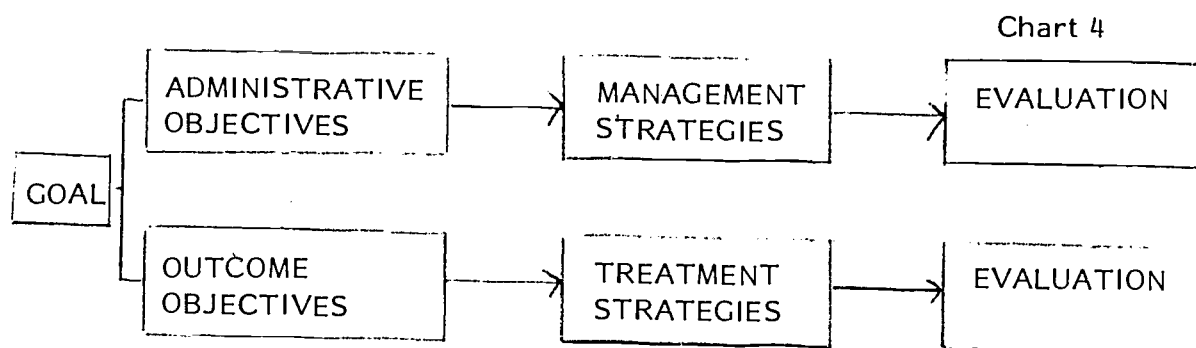 Chart 4
ADMINISTRATIVE
OBJECTIVES
MANAGEMENT
STRATEGIES
EVALUATION
GOAL
OUTCOME
OBJECTIVES
TREATMENT
STRATEGIES
EVALUATION